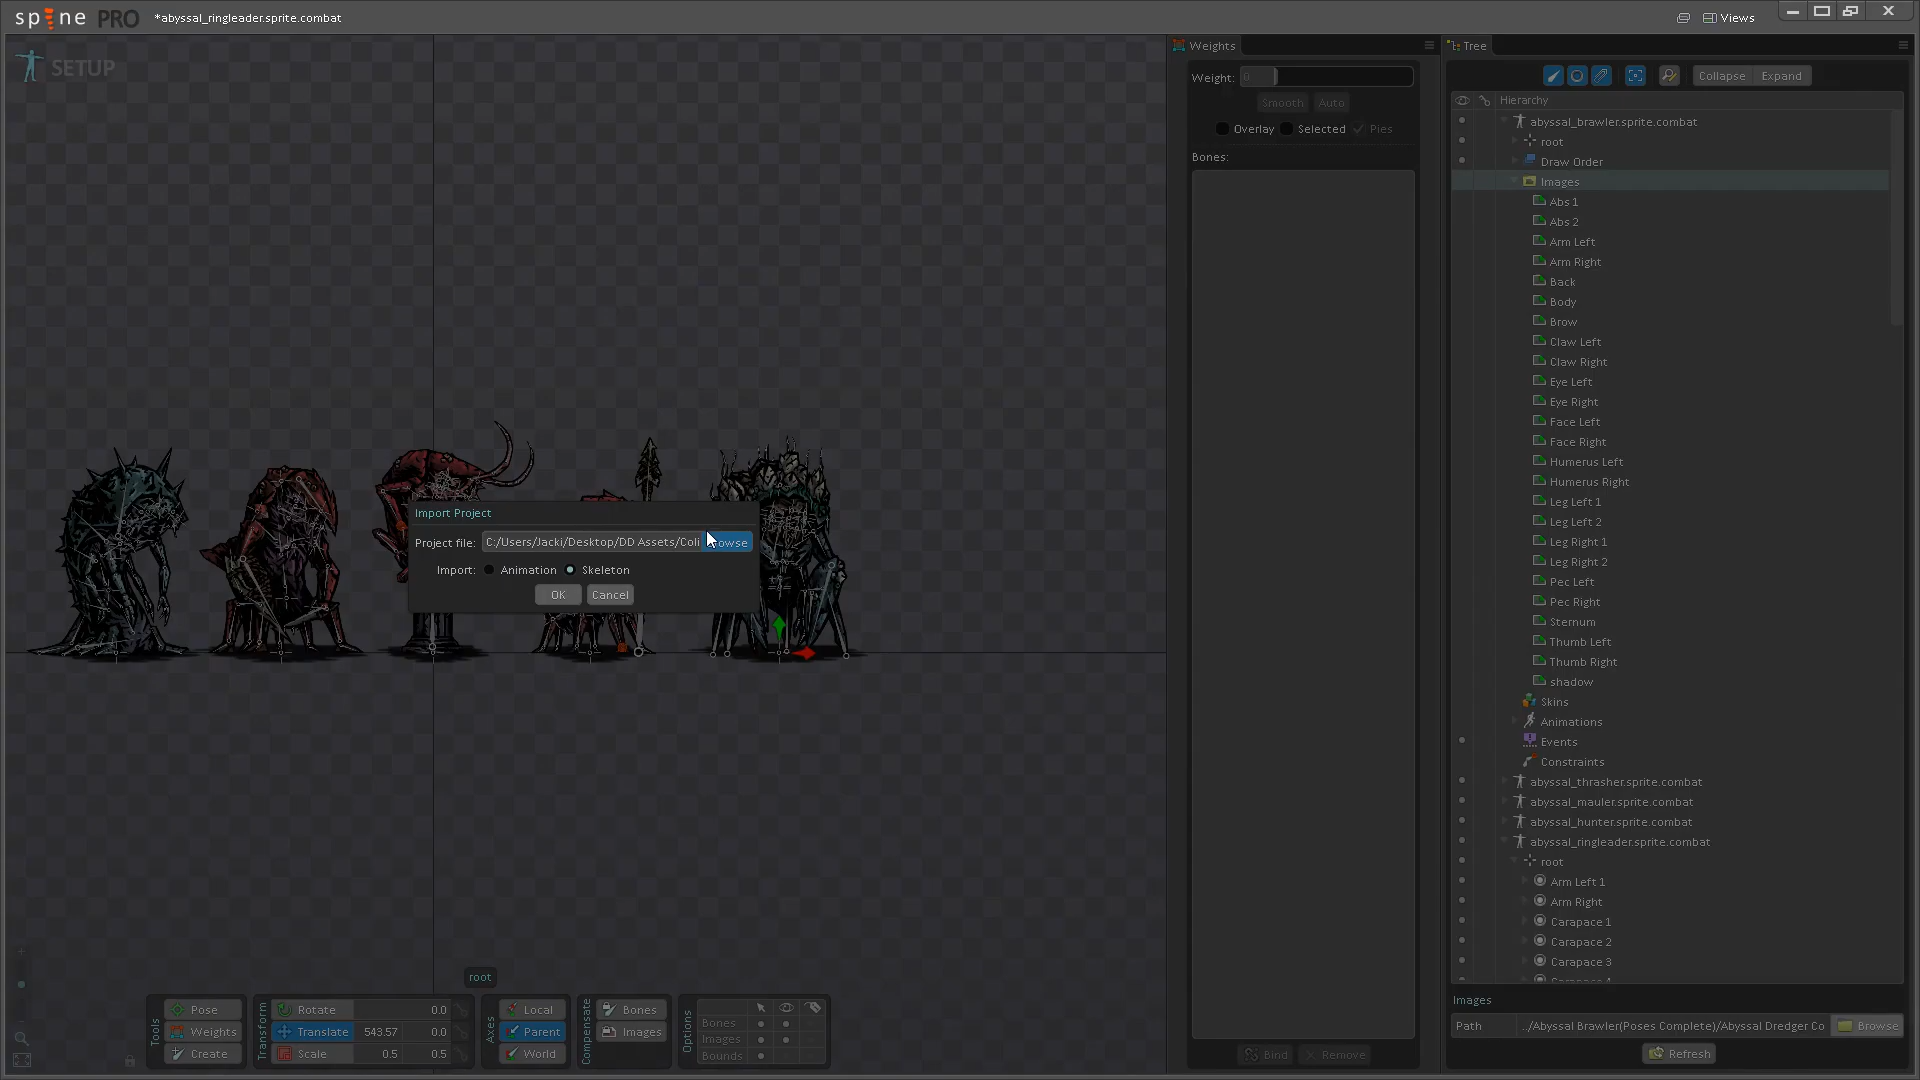 spine PRO
*abyssal_ringleader.sprite.combat
Views
SETUP
Weights
Weight:
0
Smooth
Auto
Overlay
Selected
Pies
Bones:
Bind
Remove
Tree
Collapse
Expand
Hierarchy
abyssal_brawler.sprite.combat
root
Draw Order
Images
Abs 1
Abs 2
Arm Left
Arm Right
Back
Body
Brow
Claw Left
Claw Right
Eye Left
Eye Right
Face Left
Face Right
Humerus Left
Humerus Right
Leg Left 1
Leg Left 2
Leg Right 1
Leg Right 2
Pec Left
Pec Right
Sternum
Thumb Left
Thumb Right
shadow
Skins
Animations
Events
Constraints
abyssal_thrasher.sprite.combat
abyssal_mauler.sprite.combat
abyssal_hunter.sprite.combat
abyssal_ringleader.sprite.combat
root
Arm Left 1
Arm Right
Carapace 1
Carapace 2
Carapace 3
Images
Path
../Abyssal Brawler(Poses Complete)/Abyssal Dredger Co
Browse
Refresh
Import Project
Project file:
C:/Users/Jacki/Desktop/DD Assets/Coli
Import:
Animation
Skeleton
OK
Cancel
root
Tools
Pose
Weights
Create
Transform
Rotate
0.0
Translate
543.57
0.0
Scale
0.5
0.5
Axes
Local
Parent
World
Compensate
Bones
Images
Options
Bones
Images
Bounds